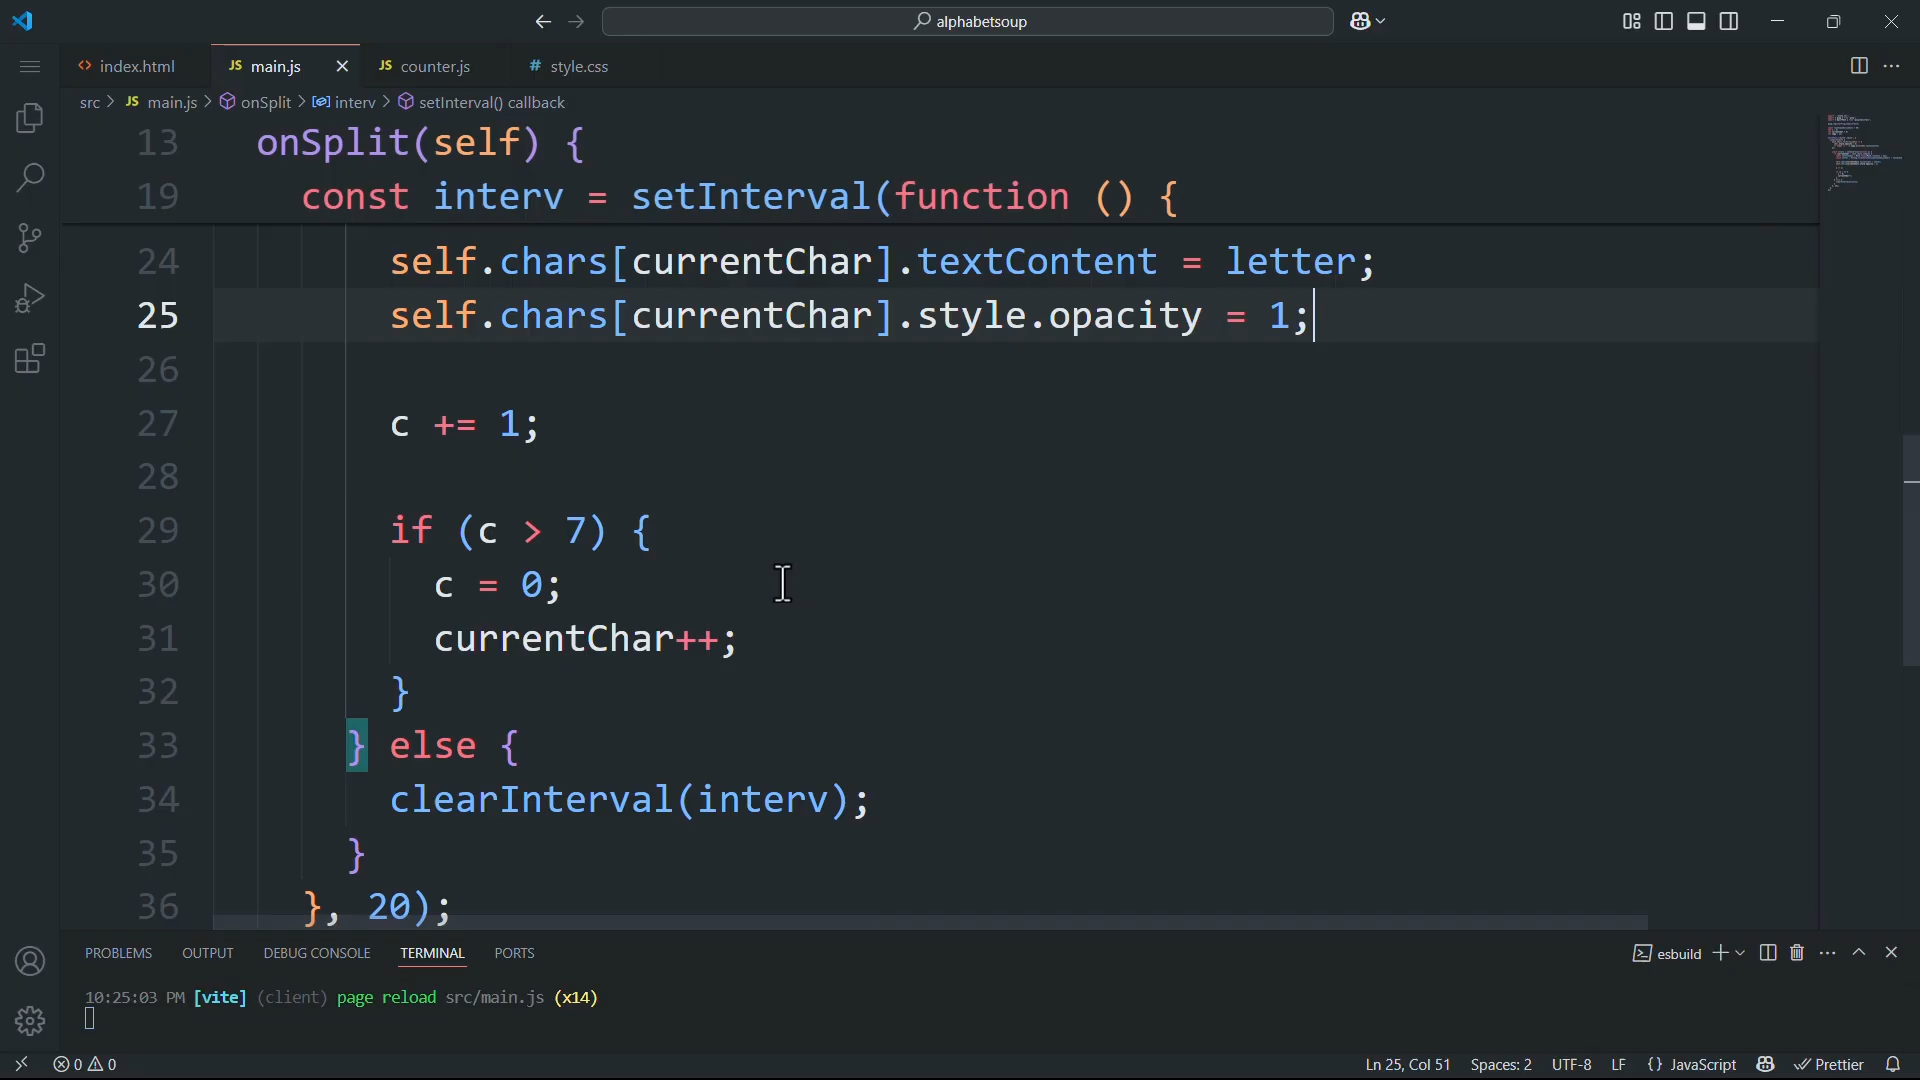 alphabetsoup
<> index.html JS main.js JS counter.js # style.css
src > JS main.js > onSplit > interv > setInterval() callback
13 onSplit(self) {
19 const interv = setInterval(function () {
24 self.chars[currentChar].textContent = letter;
25 self.chars[currentChar].style.opacity = 1;
26
27 c += 1;
28
29 if (c > 7) {
30 c = 0;
31 currentChar++;
32 }
33 } else {
34 clearInterval(interv);
35 }
36 }, 20);
PROBLEMS OUTPUT DEBUG CONSOLE TERMINAL PORTS esbuild
10:25:03 PM [vite] (client) page reload src/main.js (x14)
0 0 Ln 25, Col 51 Spaces: 2 UTF-8 LF {} JavaScript Prettier